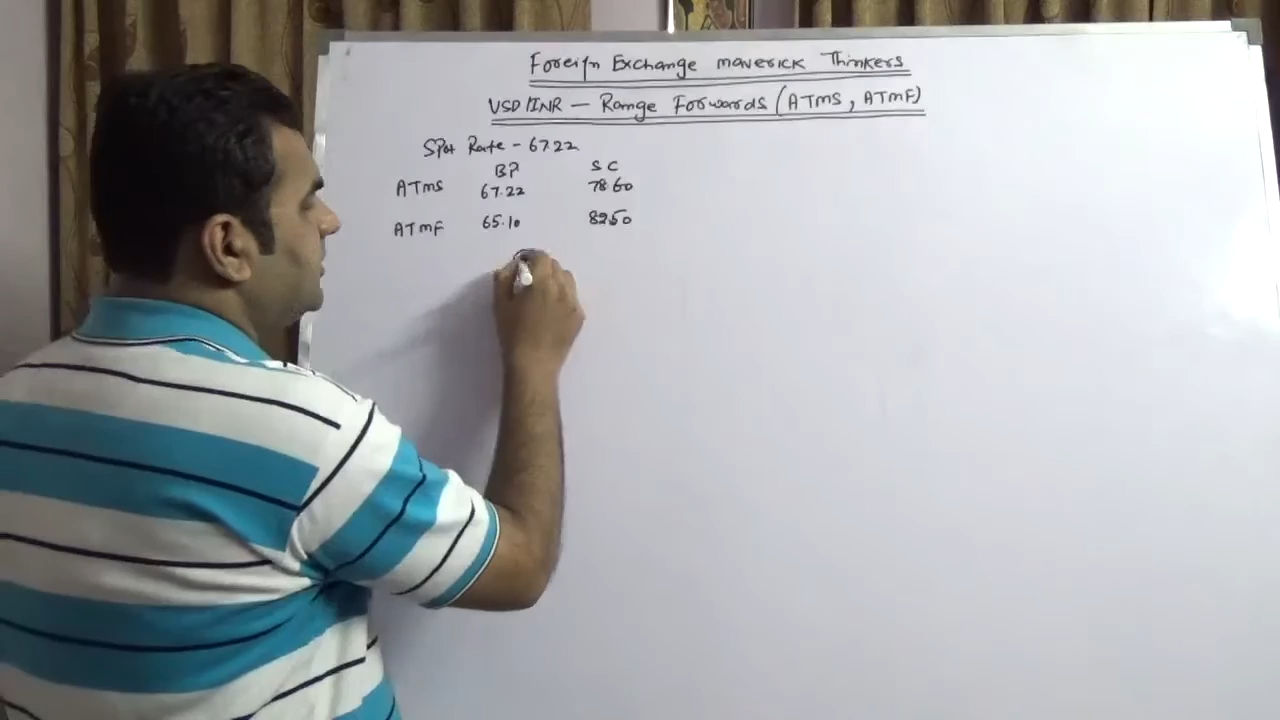 Foreign Exchange maverick Thinkers
USD/INR - Range Forwards (ATMS, ATMF)
Spot Rate - 67.22
BP SC
ATMS 67.22 78.60
ATMF 65.10 82.50